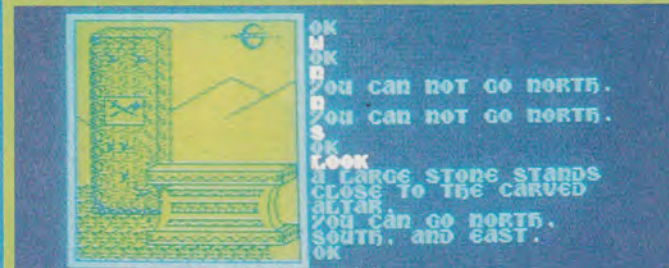 OK
W
OK
N
YOU CAN NOT GO NORTH.
N
YOU CAN NOT GO NORTH.
S
OK
LOOK
A LARGE STONE STANDS
CLOSE TO THE CARVED
ALTAR
YOU CAN GO NORTH,
SOUTH, AND EAST.
OK